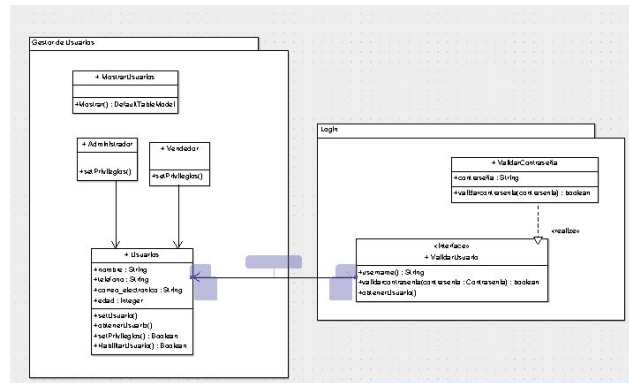 Gestor de Usuarios
+ MostrarUsuarios
+Mostrar() : DefaultTableModel
+ Administrador
+setPrivilegios()
+ Vendedor
+setPrivilegios()
+ Usuarios
+nombre : String
+telefono : String
+correo_electronico : String
+edad : Integer
+setUsuario()
+obtenerUsuario()
+setPrivilegios() : Boolean
+HabilitarUsuario() : Boolean
Login
+ ValidarContraseña
+contraseña : String
+validarcontrasenia(contrasenia) : boolean
«realize»
«interface»
+ ValidarUsuario
+username() : String
+validarcontrasenia(contrasenia : Contrasenia) : boolean
+obtenerUsuario()